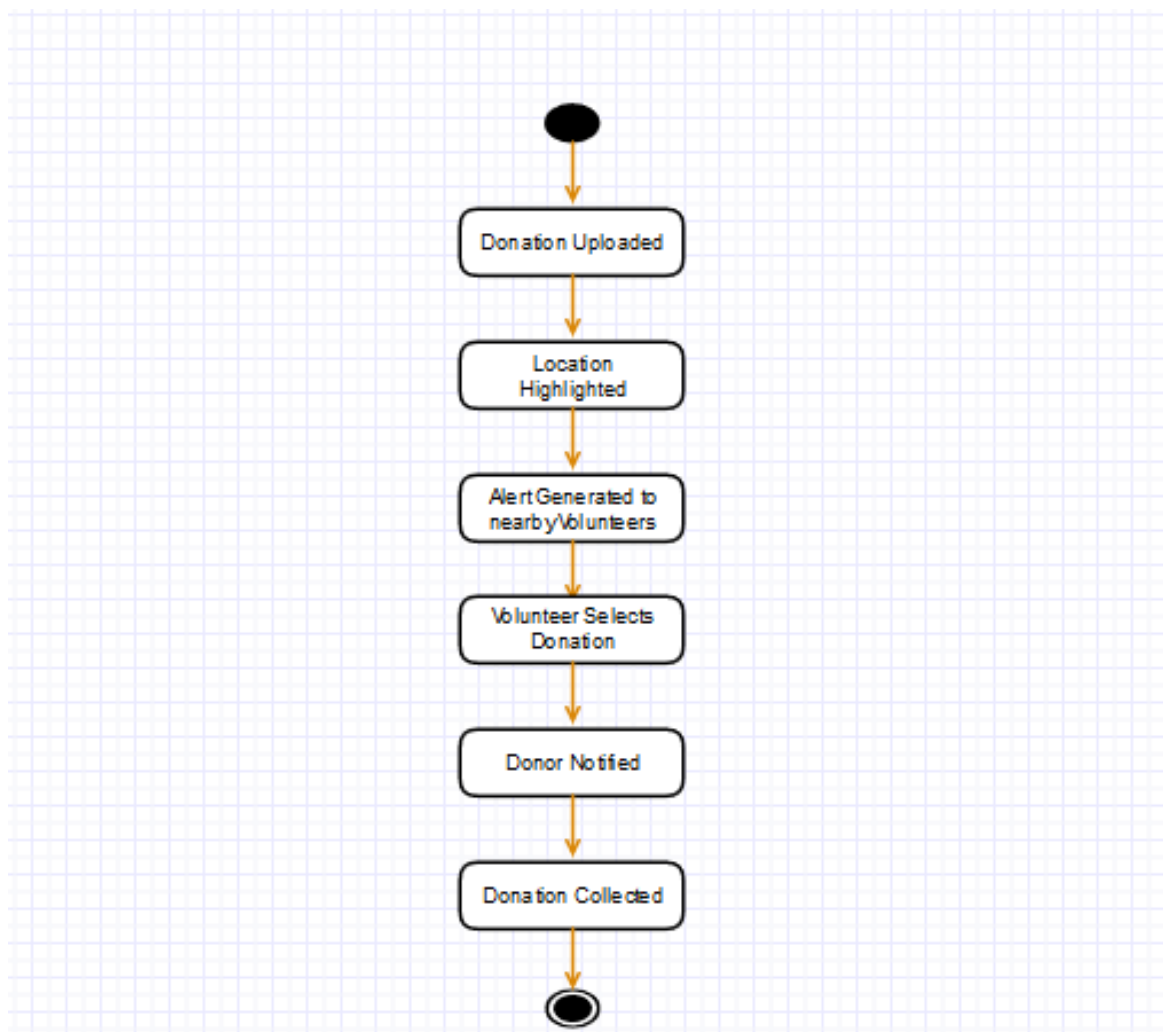 Donation Uploaded
Location
Highlighted
Alert Generated to
nearby Volunteers
Volunteer Selects
Donation
Donor Notified
Donation Collected